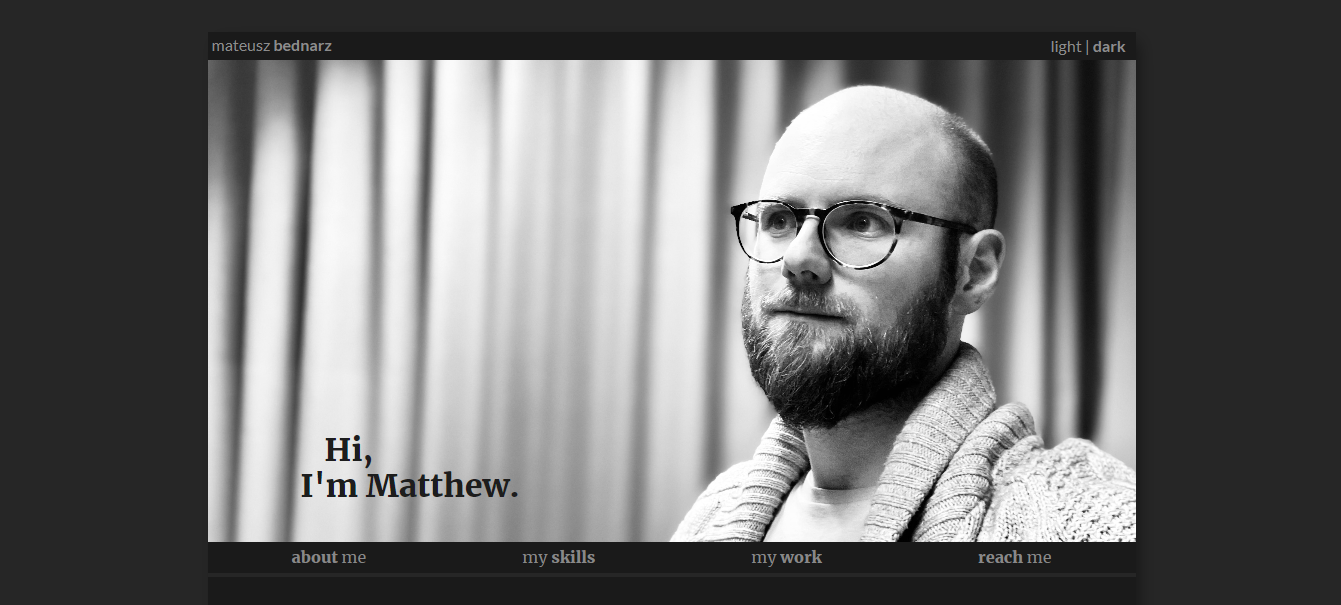 mateusz bednarz
light | dark
Hi,
I'm Matthew.
about me
my skills
my work
reach me